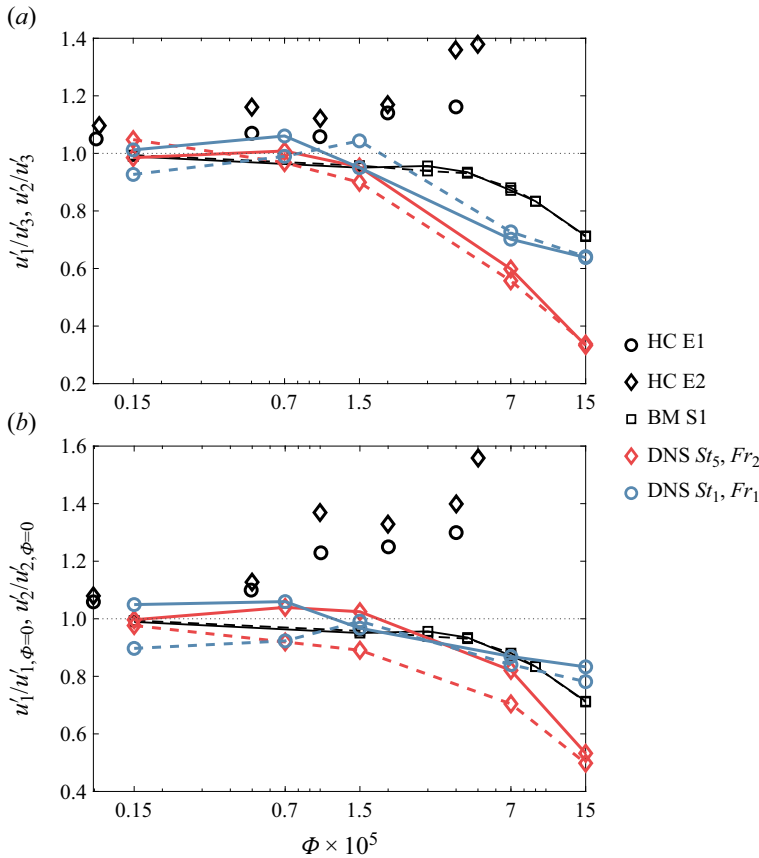 (a)
1.4
1.2
1.0
0.8
0.6
0.4
0.2
u′1/u′3, u′2/u′3
0.15 0.7 1.5 7 15
HC E1
HC E2
BM S1
DNS St5, Fr2
DNS St1, Fr1
(b)
1.6
1.4
1.2
1.0
0.8
0.6
0.4
u′1/u′1,Φ=0, u′2/u′2,Φ=0
0.15 0.7 1.5 7 15
Φ × 10^5